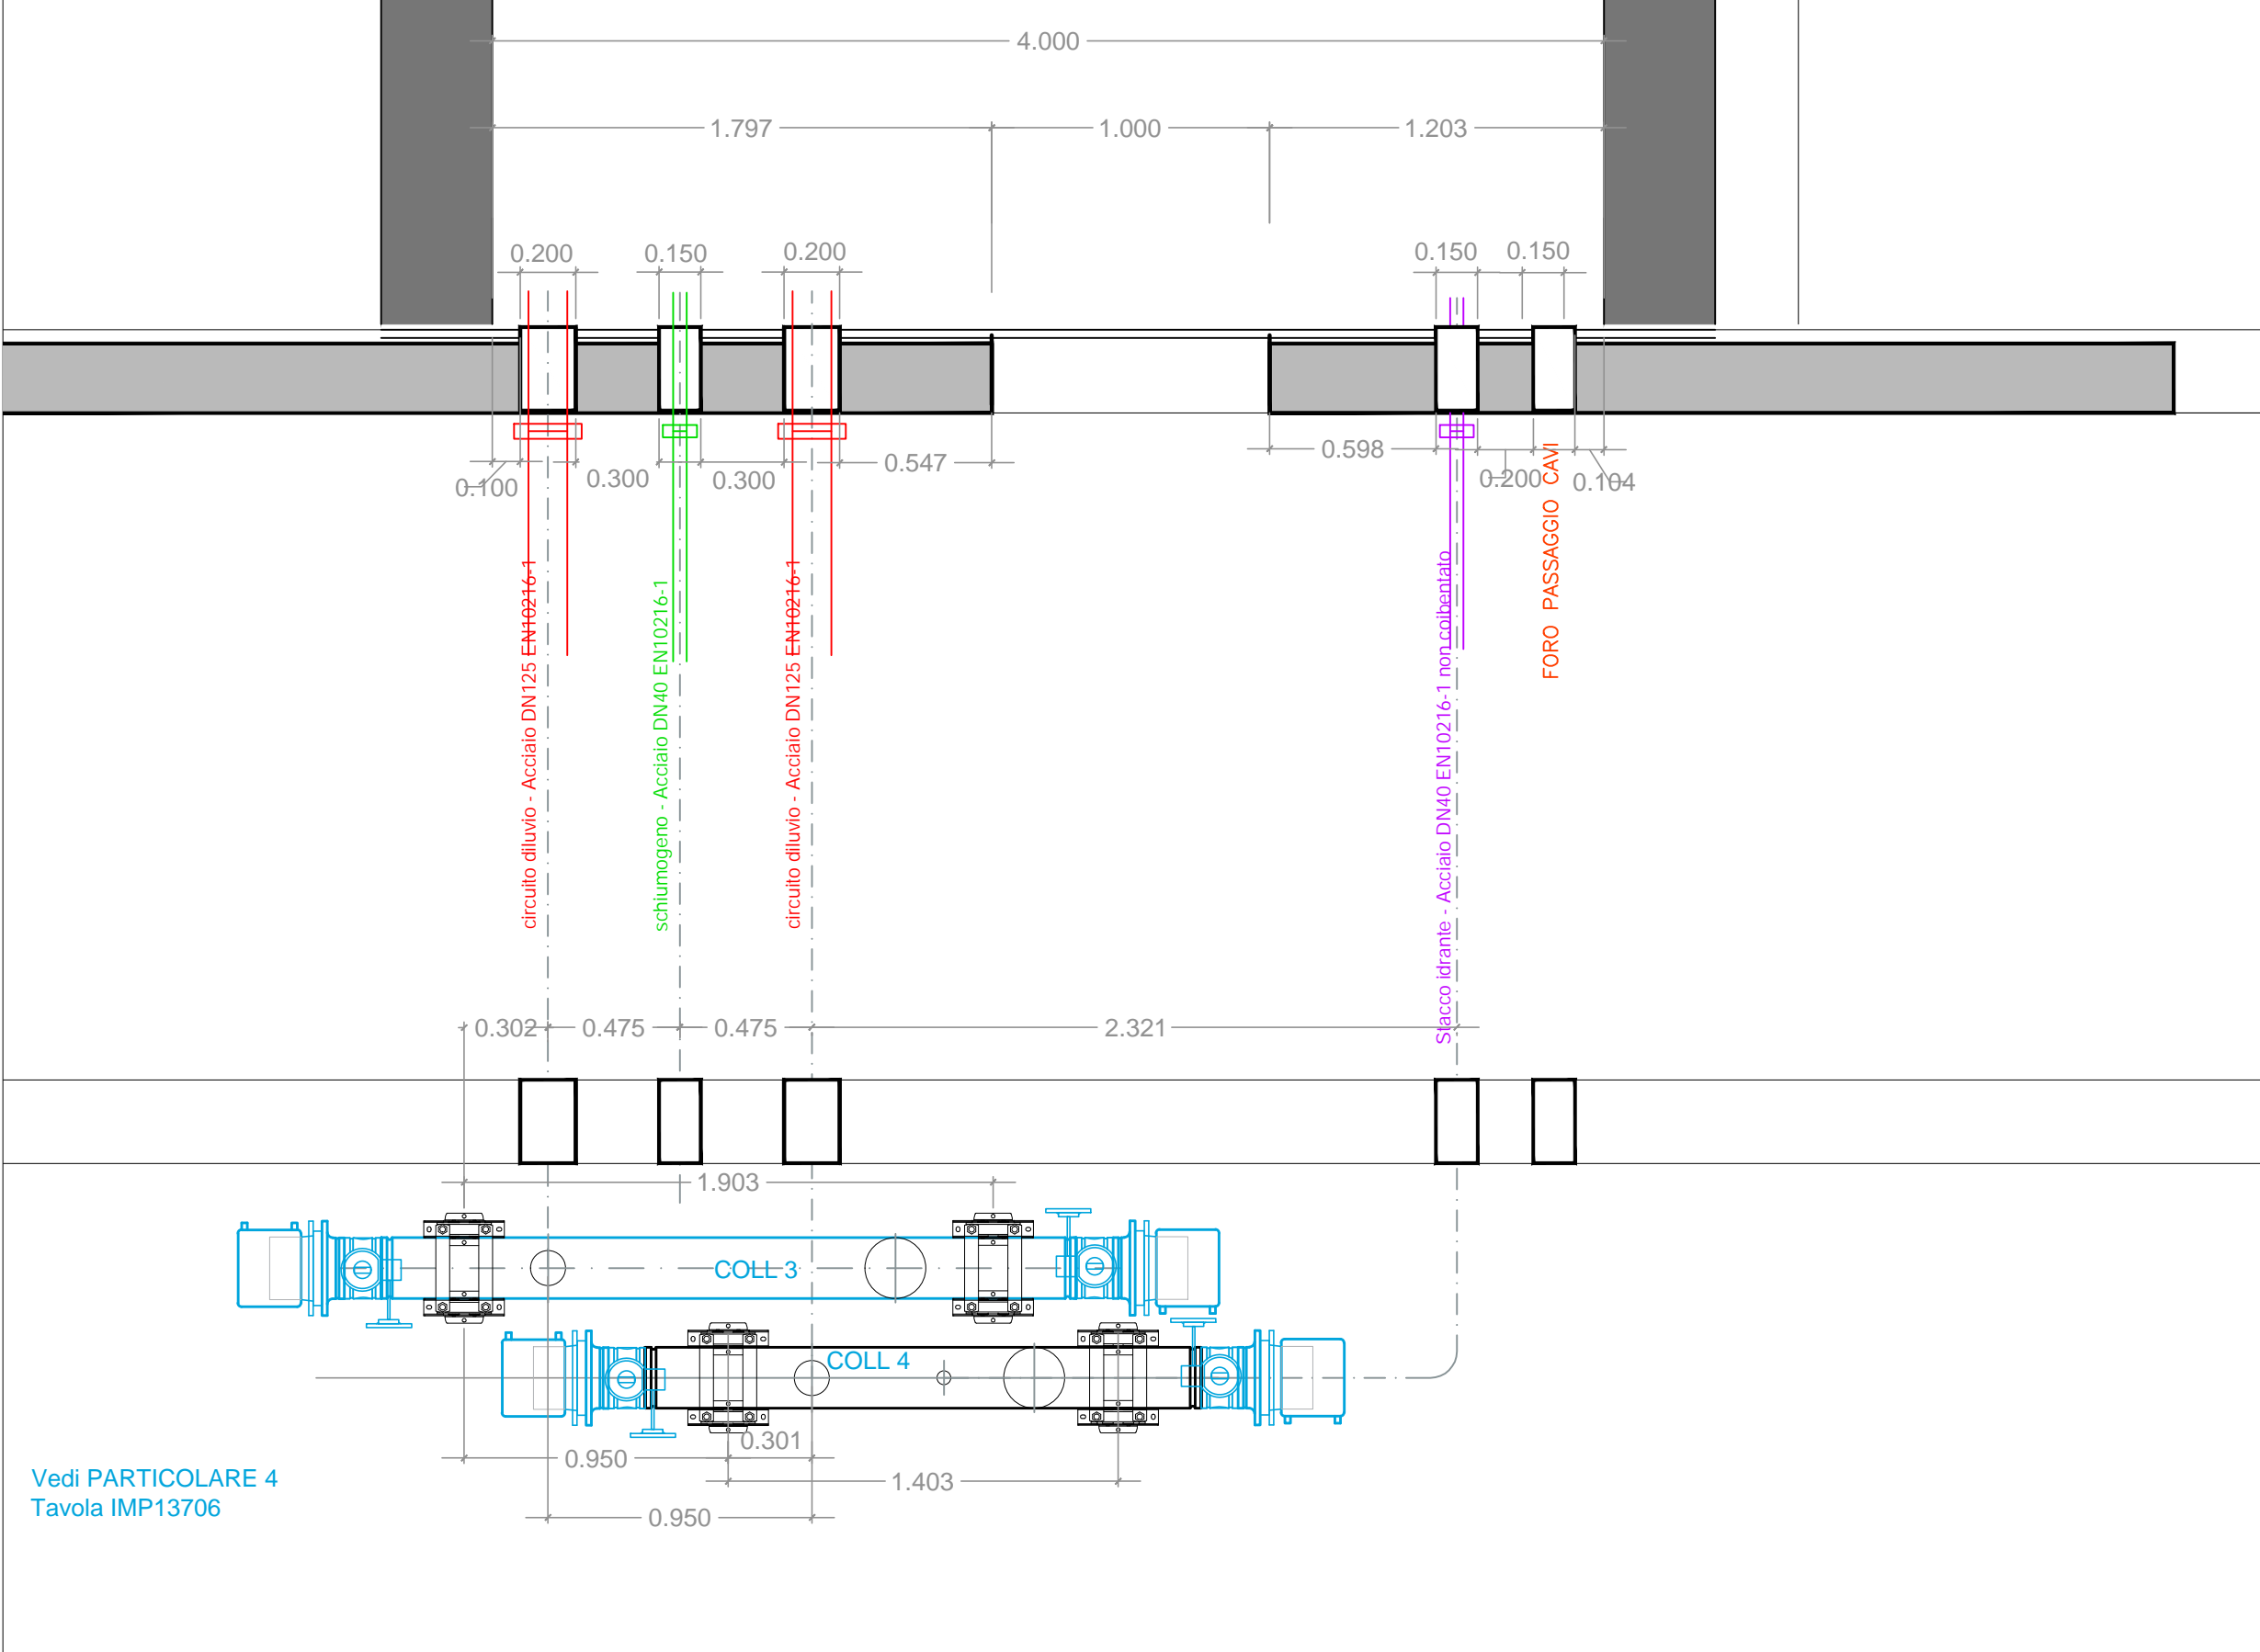 4.000
1.797
1.000
1.203
0.200
0.150
0.200
0.150
0.150
0.100
0.300
0.300
0.547
0.598
0.200
0.104
circuito diluvio - Acciaio DN125 EN10216-1
schiumogeno - Acciaio DN40 EN10216-1
circuito diluvio - Acciaio DN125 EN10216-1
Stacco idrante - Acciaio DN40 EN10216-1 non coibentato
FORO PASSAGGIO CAVI
0.302
0.475
0.475
2.321
1.903
COLL 3
COLL 4
0.301
0.950
1.403
0.950
Vedi PARTICOLARE 4
Tavola IMP13706